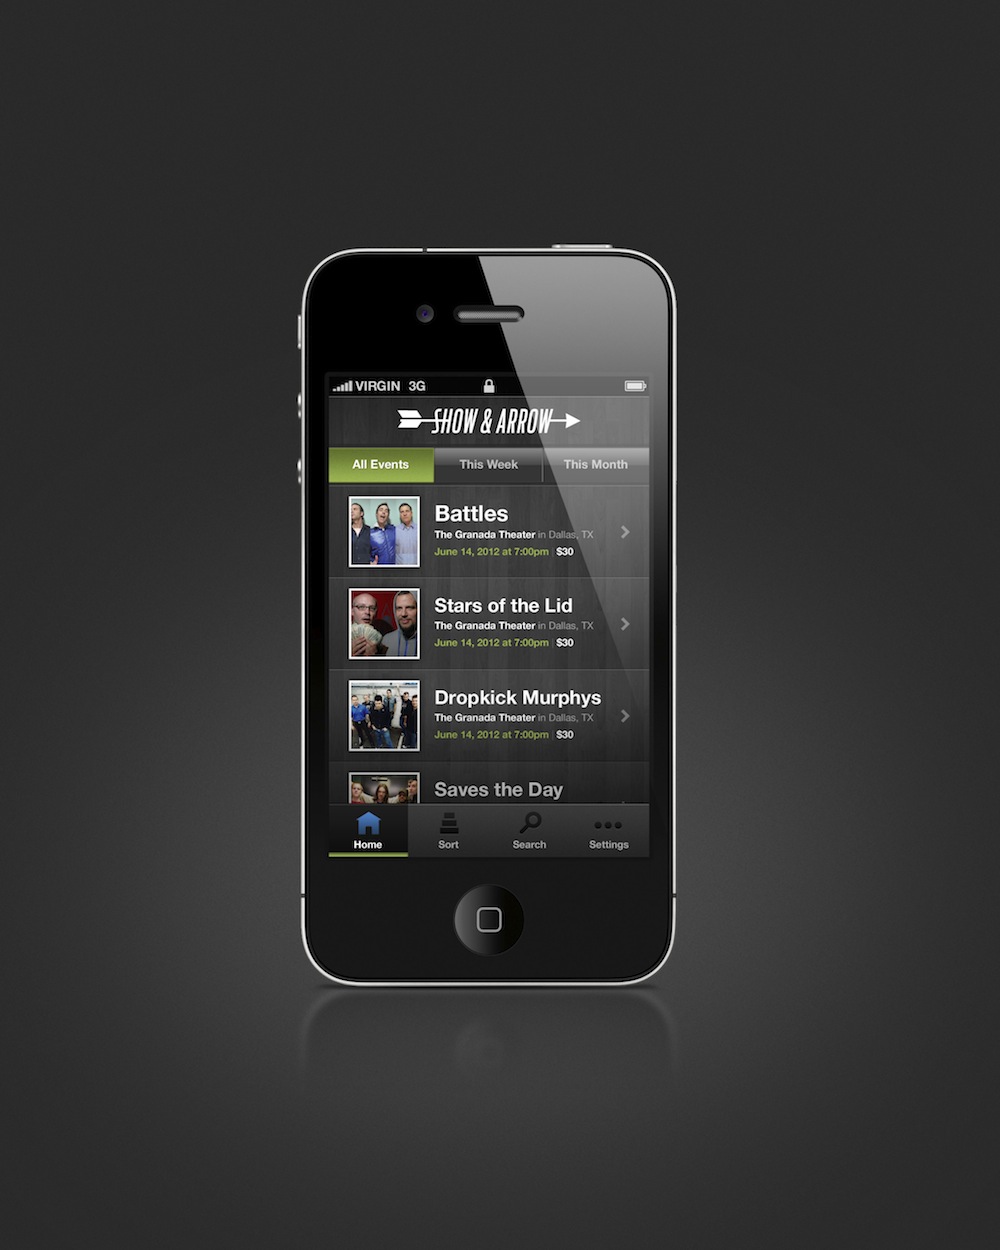 VIRGIN 3G
SHOW & ARROW
All Events This Week This Month
Battles
The Granada Theater in Dallas, TX
June 14, 2012 at 7:00pm | $30
Stars of the Lid
The Granada Theater in Dallas, TX
June 14, 2012 at 7:00pm | $30
Dropkick Murphys
The Granada Theater in Dallas, TX
June 14, 2012 at 7:00pm | $30
Saves the Day
Home Sort Search Settings